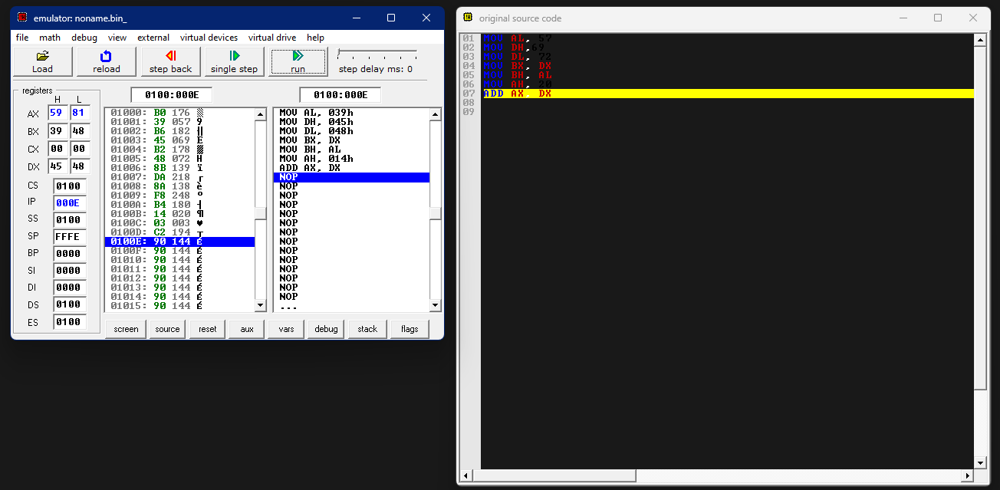 emulator: noname.bin_
file math debug view external virtual devices virtual drive help
Load reload step back single step run step delay ms: 0
registers
H L
AX 59 81
BX 39 48
CX 00 00
DX 45 48
CS 0100
IP 000E
SS 0100
SP FFFE
BP 0000
SI 0000
DI 0000
DS 0100
ES 0100
0100:000E
01000: B0 176 ▒
01001: 39 057 9
01002: B6 182 ╢
01003: 45 069 E
01004: B2 178 ▓
01005: 48 072 H
01006: 8B 139 ï
01007: DA 218 ┌
01008: 8A 138 è
01009: F8 248 °
0100A: B4 180 ┤
0100B: 14 020 ¶
0100C: 03 003 ♥
0100D: C2 194 ┬
0100E: 90 144 É
0100F: 90 144 É
01010: 90 144 É
01011: 90 144 É
01012: 90 144 É
01013: 90 144 É
01014: 90 144 É
01015: 90 144 É
0100:000E
MOV AL, 039h
MOV DH, 045h
MOV DL, 048h
MOV BX, DX
MOV BH, AL
MOV AH, 014h
ADD AX, DX
NOP
NOP
NOP
NOP
NOP
NOP
NOP
NOP
NOP
NOP
NOP
NOP
NOP
NOP
...
screen source reset aux vars debug stack flags
original source code
01 MOV AL, 57
02 MOV DH,69
03 MOV DL, 72
04 MOV BX, DX
05 MOV BH, AL
06 MOV AH, 20
07 ADD AX, DX
08
09